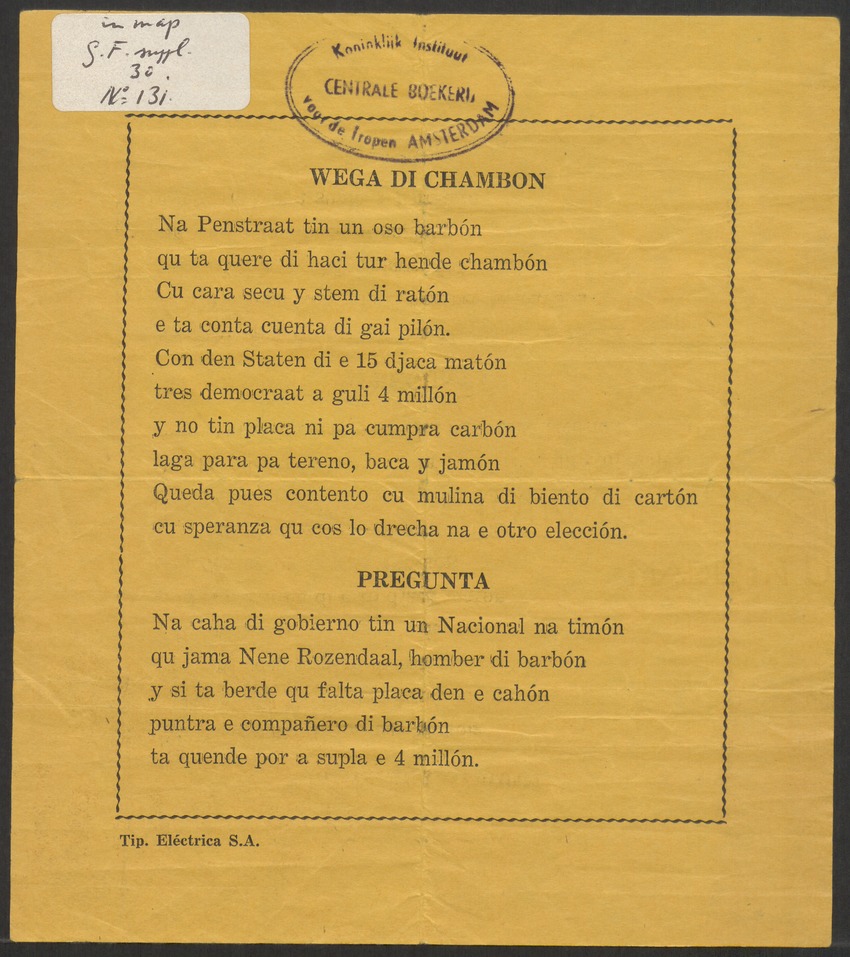 in map
G.F. suppl.
30.
No 131.
Koninklijk Instituut
CENTRALE BOEKERIJ
voor de Tropen AMSTERDAM
WEGA DI CHAMBON
Na Penstraat tin un oso barbón
qu ta quere di haci tur hende chambón
Cu cara secu y stem di ratón
e ta conta cuenta di gai pilón.
Con den Staten di e 15 djaca matón
tres democraat a guli 4 millón
y no tin placa ni pa cumpra carbón
laga para pa tereno, baca y jamón
Queda pues contento cu mulina di biento di cartón
cu speranza qu cos lo drecha na e otro elección.
PREGUNTA
Na caha di gobierno tin un Nacional na timón
qu jama Nene Rozendaal, homber di barbón
y si ta berde qu falta placa den e cahón
puntra e compañero di barbón
ta quende por a supla e 4 millón.
Tip. Eléctrica S.A.